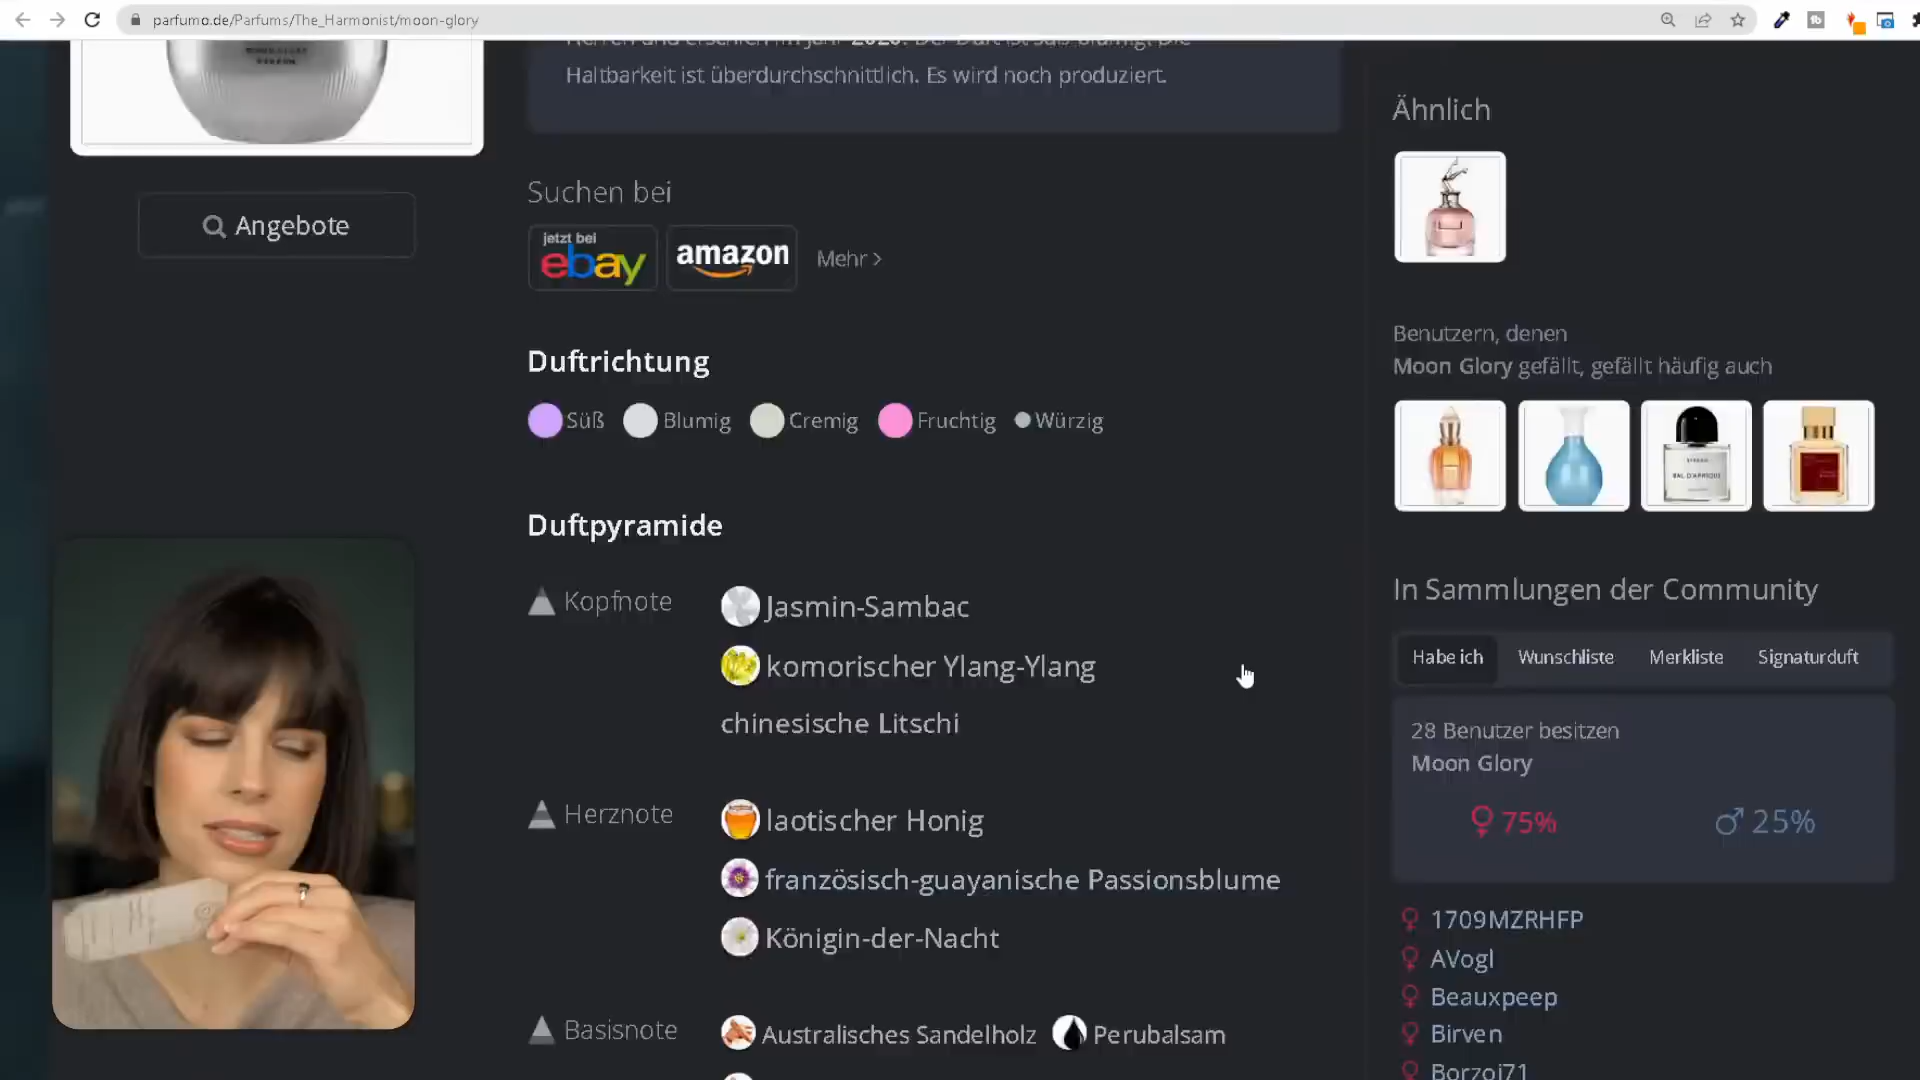 parfumo.de/Parfums/The_Harmonist/moon-glory
Haltbarkeit ist überdurchschnittlich. Es wird noch produziert.
Angebote
Suchen bei
jetzt bei
ebay
amazon
Mehr >
Duftrichtung
Süß
Blumig
Cremig
Fruchtig
Würzig
Duftpyramide
Kopfnote
Jasmin-Sambac
komorischer Ylang-Ylang
chinesische Litschi
Herznote
laotischer Honig
französisch-guayanische Passionsblume
Königin-der-Nacht
Basisnote
Australisches Sandelholz
Perubalsam
Ähnlich
Benutzern, denen
Moon Glory gefällt, gefällt häufig auch
BAL D'AFRIQUE
In Sammlungen der Community
Habe ich
Wunschliste
Merkliste
Signaturduft
28 Benutzer besitzen
Moon Glory
♀ 75%
♂ 25%
1709MZRHFP
AVogl
Beauxpeep
Birven
Borzoi71